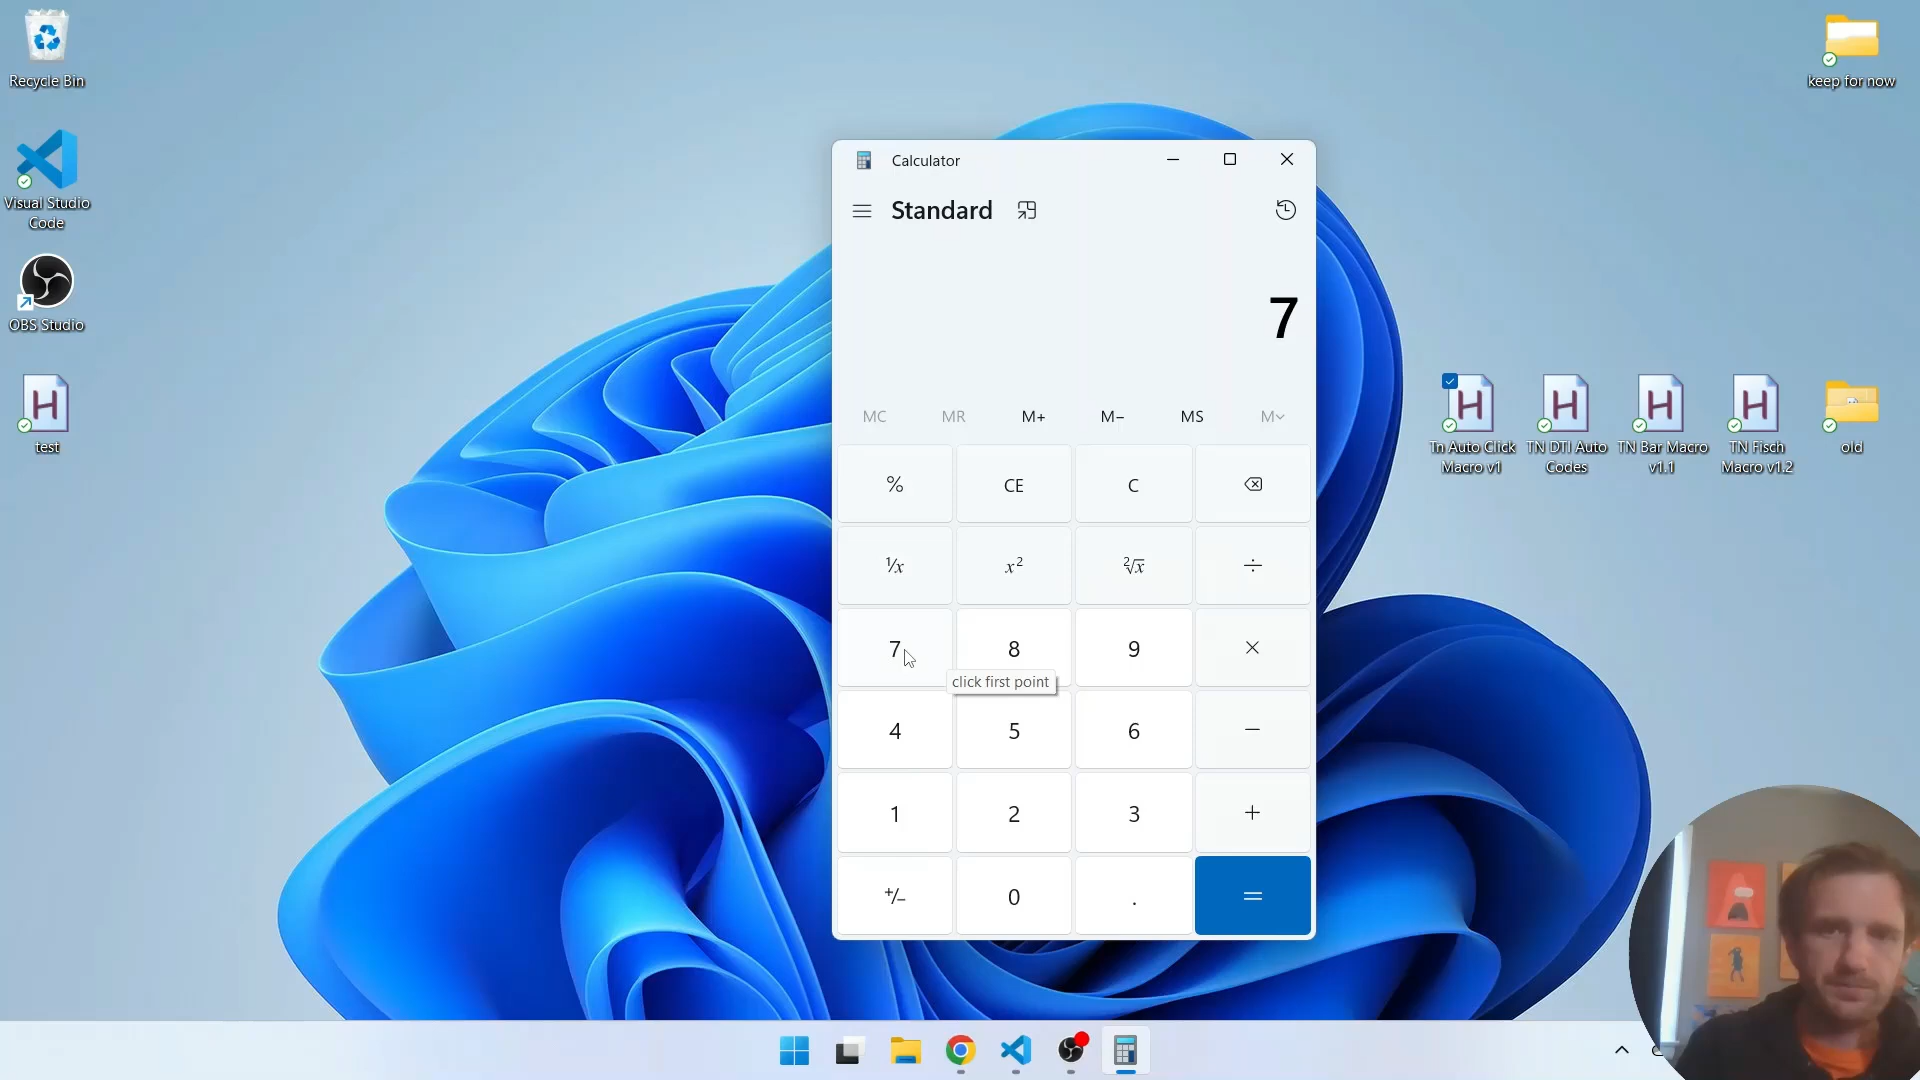 Recycle Bin
Visual Studio
Code
OBS Studio
H
test
keep for now
H
Tn Auto Click
Macro v1
H
TN DTI Auto
Codes
H
TN Bar Macro
v1.1
H
TN Fisch
Macro v1.2
old
Calculator
Standard
7
MC MR M+ M− MS M
% CE C
¹⁄x x² ²√x ÷
7 8 9 ×
click first point
4 5 6 −
1 2 3 +
+/− 0 . =